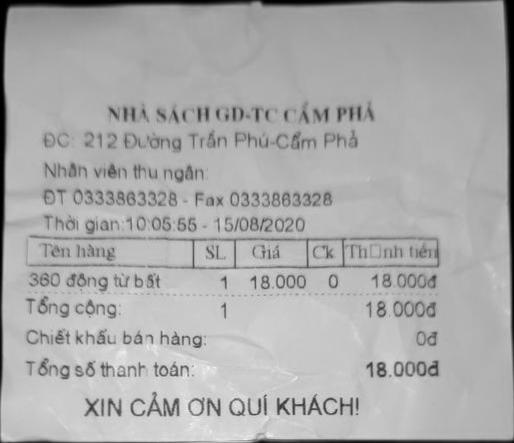 NHÀ SÁCH GD-TC CẨM PHẢ
ĐC: 212 Đường Trần Phú-Cẩm Phả
Nhân viên thu ngân:
ĐT 0333863328 - Fax 0333863328
Thời gian:10:05:55 - 15/08/2020
Tên hàng SL Giá Ck Th□nh tiền
360 động từ bất 1 18.000 0 18.000đ
Tổng cộng: 1 18.000đ
Chiết khấu bán hàng: 0đ
Tổng số thanh toán: 18.000đ
XIN CẢM ƠN QUÍ KHÁCH!